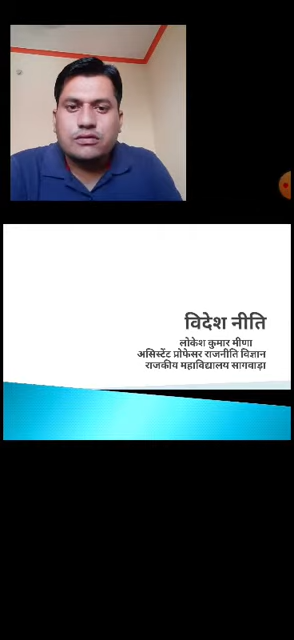 विदेश नीति
लोकेश कुमार मीणा
असिस्टेंट प्रोफेसर राजनीति विज्ञान
राजकीय महाविद्यालय सागवाड़ा